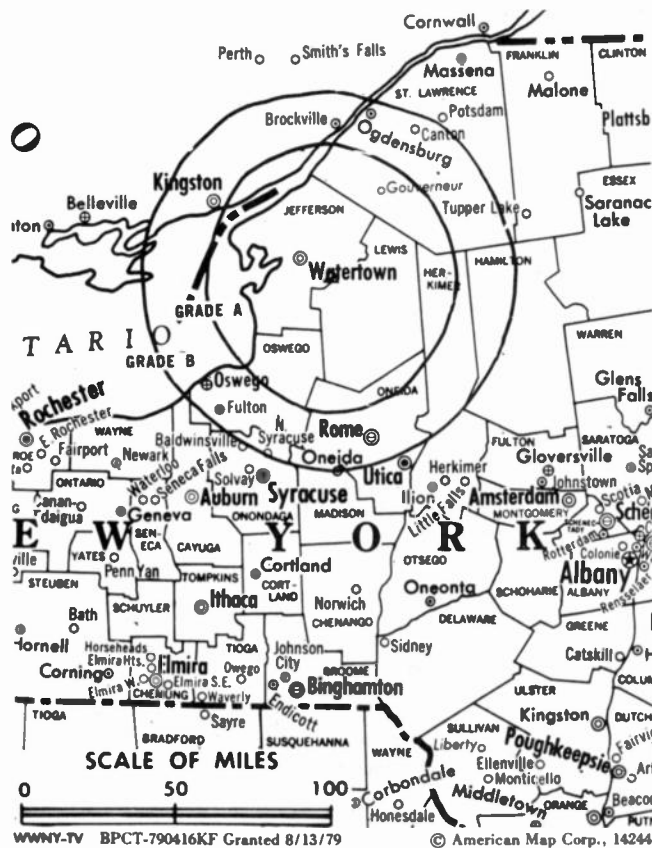 Cornwall
Perth
Smith's Falls
Massena
FRANKLIN
CLINTON
Malone
ST. LAWRENCE
Potsdam
Plattsb
Brockville
Ogdensburg
Canton
O
Belleville
Kingston
Gouverneur
ESSEX
Saranac
Lake
Tupper Lake
JEFFERSON
LEWIS
HER-
KIMER
HAMILTON
Watertown
GRADE A
TARIO
GRADE B
OSWEGO
WARREN
ONEIDA
Oswego
Glens
Falls
Fulton
Rochester
WAYNE
E. Rochester
Fairport
Newark
Baldwinsville
N.
Syracuse
Rome
Oneida
Utica
FULTON
SARATOGA
Gloversville
Johnstown
Herkimer
Ilion
Little Falls
Amsterdam
MONTGOMERY
Scotia
SCHENEC-
TADY
Rotterdam
Colonie
ONTARIO
Waterloo
Seneca Falls
Solvay
Auburn
Syracuse
Canan-
daigua
Geneva
ONONDAGA
MADISON
E W Y O R K
SEN-
ECA
CAYUGA
YATES
Penn Yan
OTSEGO
Albany
ALBANY
Rensselaer
SCHOHARIE
STEUBEN
TOMPKINS
Cortland
CORT-
LAND
Norwich
CHENANGO
Oneonta
SCHUYLER
Ithaca
DELAWARE
GREENE
Bath
Hornell
TIOGA
Sidney
Catskill
Horseheads
Elmira Hts.
Elmira
Corning
Elmira W.
Elmira S.E.
CHEMUNG
Owego
Waverly
Johnson
City
Endicott
BROOME
Binghamton
Sayre
TIOGA
BRADFORD
SUSQUEHANNA
WAYNE
ULSTER
Kingston
DUTCH
SULLIVAN
Liberty
Ellenville
Monticello
Poughkeepsie
Middletown
ORANGE
Beacon
Carbondale
Honesdale
SCALE OF MILES
0 50 100
WWNY-TV BPCT-790416KF Granted 8/13/79
© American Map Corp., 14244